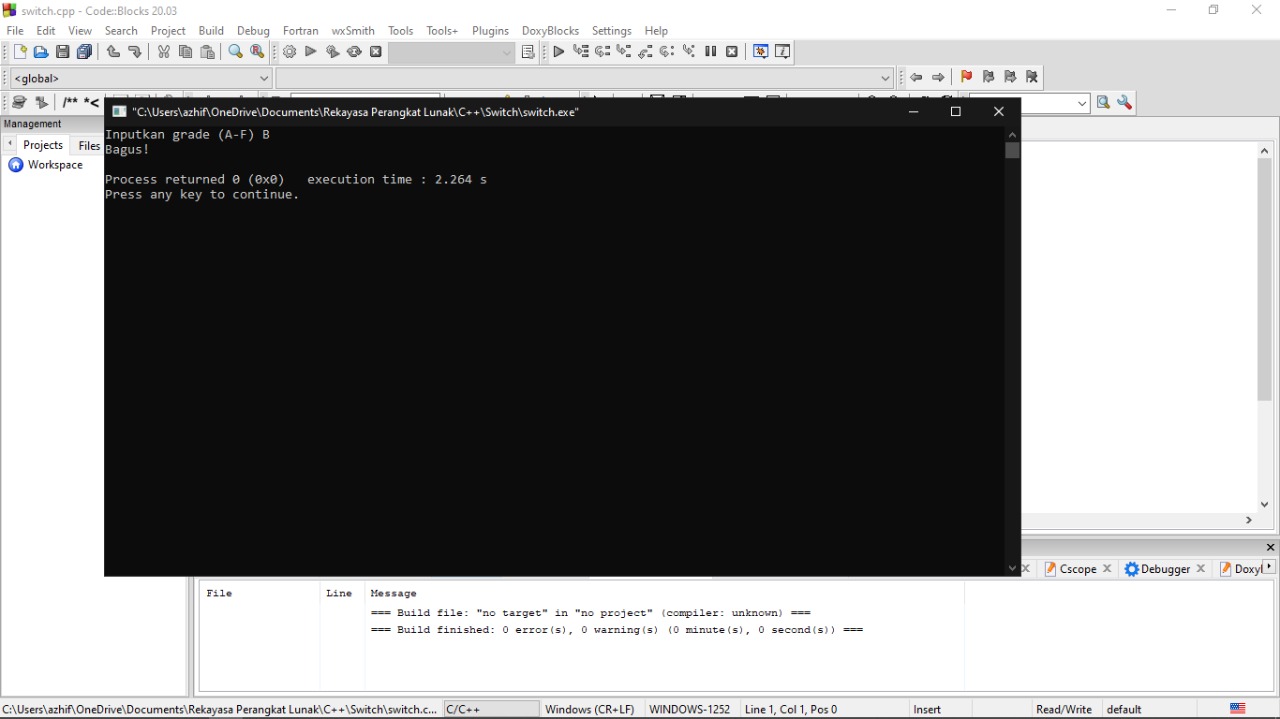 switch.cpp - Code::Blocks 20.03
File Edit View Search Project Build Debug Fortran wxSmith Tools Tools+ Plugins DoxyBlocks Settings Help
<global>
/** *<
"C:\Users\azhif\OneDrive\Documents\Rekayasa Perangkat Lunak\C++\Switch\switch.exe"
Management
Projects Files
Workspace
Inputkan grade (A-F) B
Bagus!
Process returned 0 (0x0)   execution time : 2.264 s
Press any key to continue.
Cscope Debugger Doxyl
File Line Message
=== Build file: "no target" in "no project" (compiler: unknown) ===
=== Build finished: 0 error(s), 0 warning(s) (0 minute(s), 0 second(s)) ===
C:\Users\azhif\OneDrive\Documents\Rekayasa Perangkat Lunak\C++\Switch\switch.c... C/C++ Windows (CR+LF) WINDOWS-1252 Line 1, Col 1, Pos 0 Insert Read/Write default